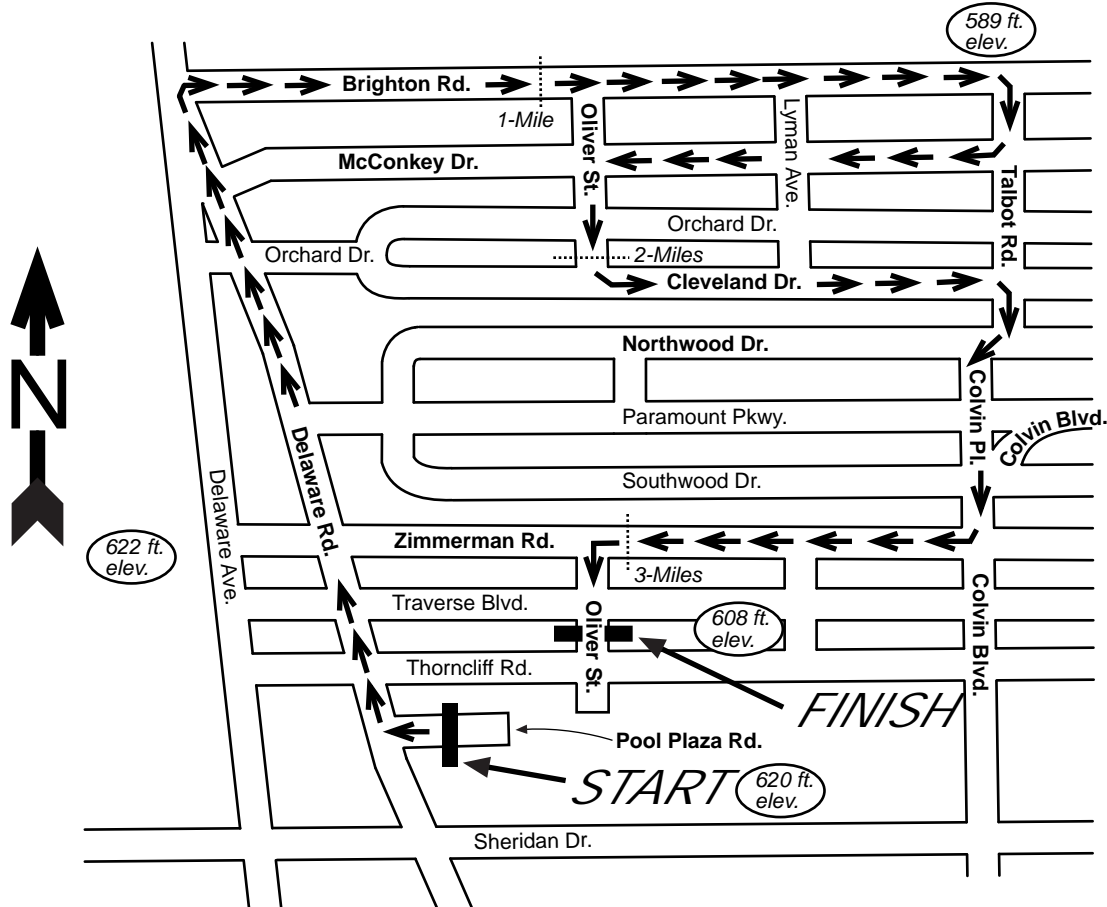 589 ft.
elev.
Brighton Rd.
1-Mile
Oliver St.
Lyman Ave.
McConkey Dr.
Talbot Rd.
Orchard Dr.
Orchard Dr.
2-Miles
Cleveland Dr.
N
Northwood Dr.
Paramount Pkwy.
Colvin Pl.
Colvin Blvd.
Delaware Rd.
Delaware Ave.
Southwood Dr.
622 ft.
elev.
Zimmerman Rd.
3-Miles
Traverse Blvd.
Oliver St.
608 ft.
elev.
Colvin Blvd.
Thorncliff Rd.
FINISH
Pool Plaza Rd.
START
620 ft.
elev.
Sheridan Dr.